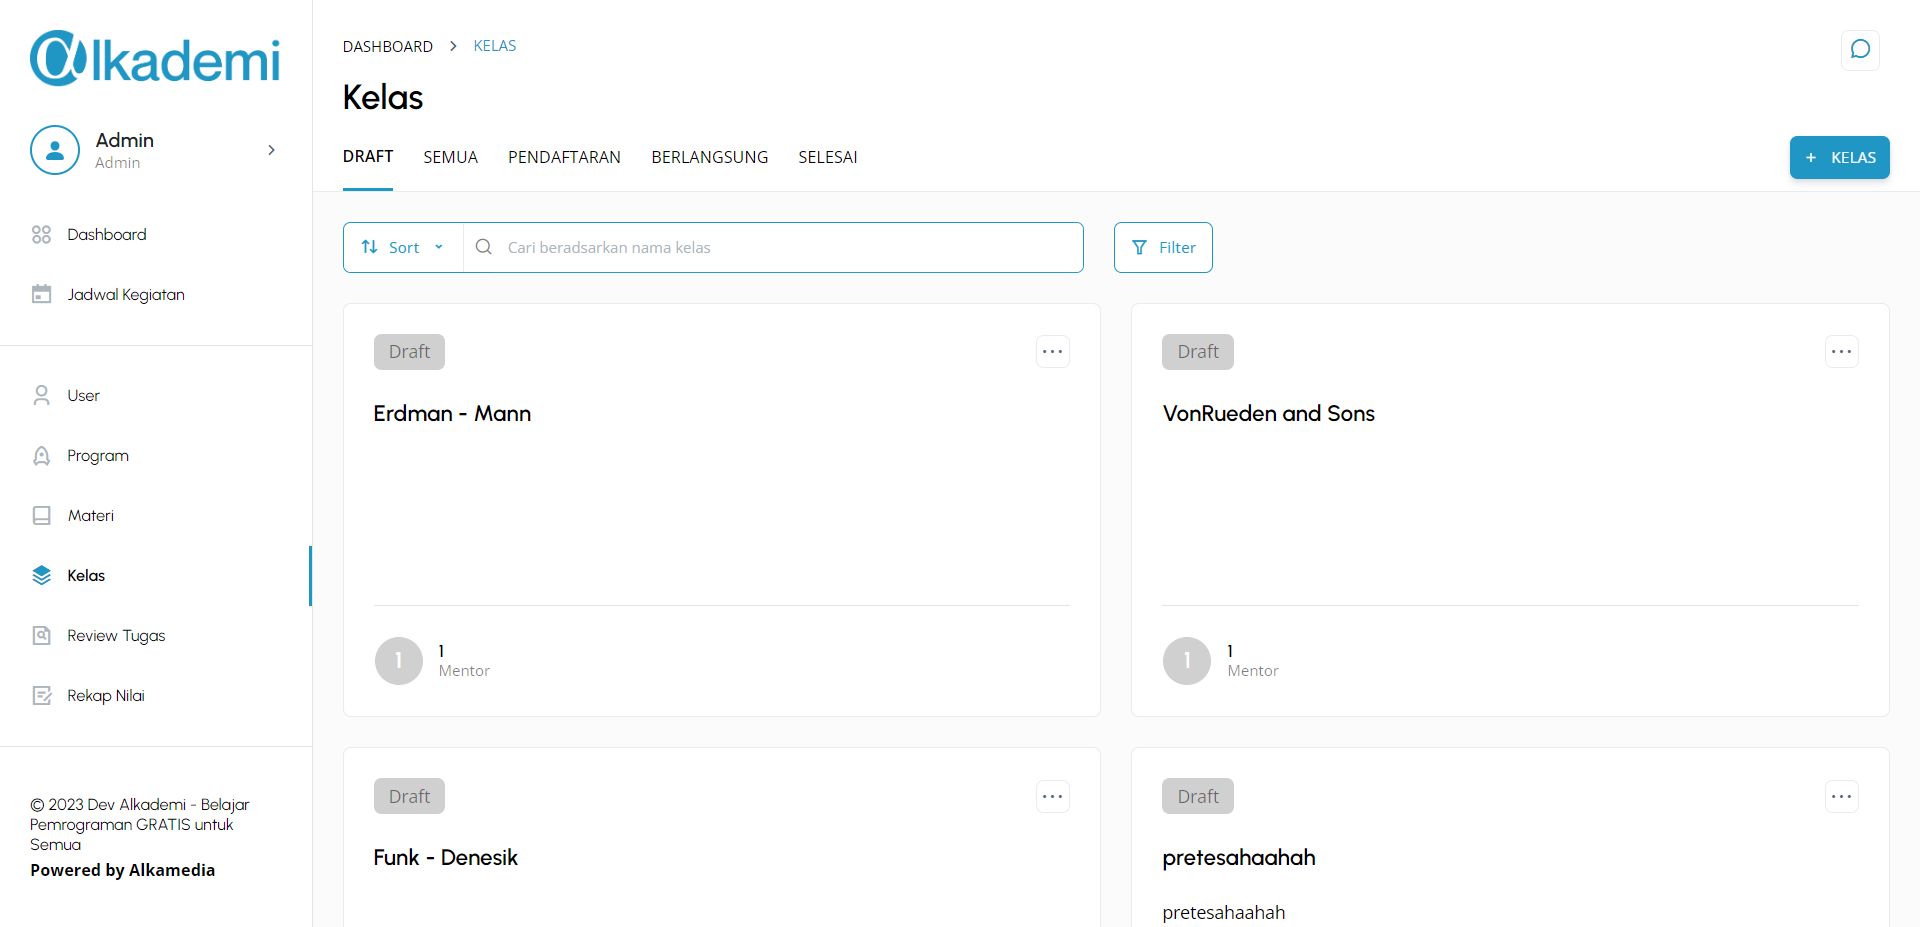 @lkademi
Admin
Admin
Dashboard
Jadwal Kegiatan
User
Program
Materi
Kelas
Review Tugas
Rekap Nilai
© 2023 Dev Alkademi - Belajar
Pemrograman GRATIS untuk
Semua
Powered by Alkamedia
DASHBOARD > KELAS
Kelas
DRAFT SEMUA PENDAFTARAN BERLANGSUNG SELESAI
+ KELAS
Sort Cari beradsarkan nama kelas Filter
Draft
Erdman - Mann
1
1
Mentor
Draft
VonRueden and Sons
1
1
Mentor
Draft
Funk - Denesik
Draft
pretesahaahah
pretesahaahah